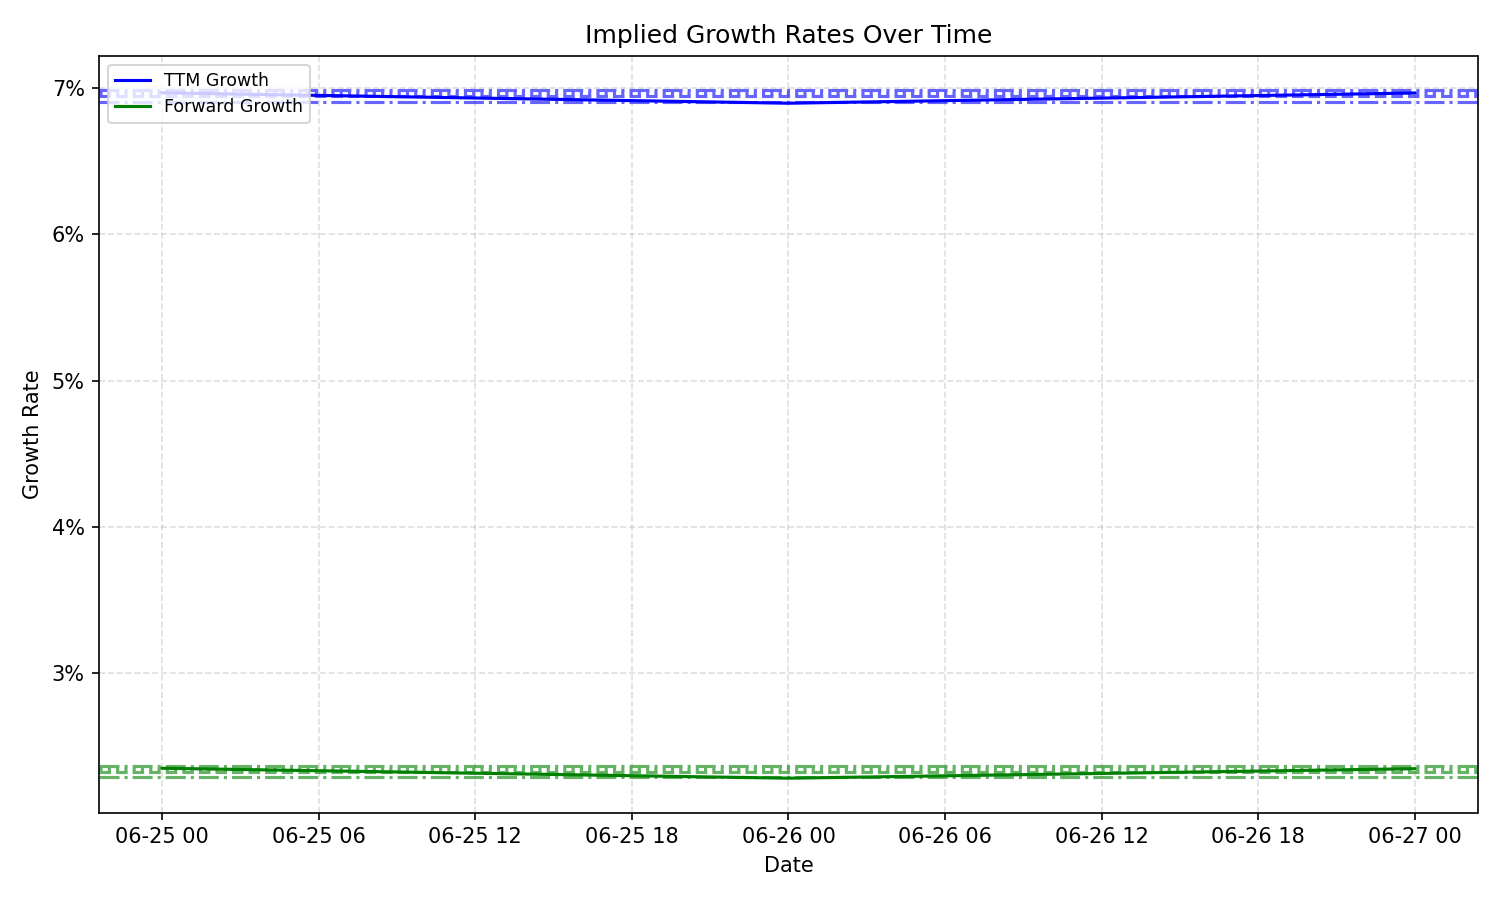 Implied Growth Rates Over Time
TTM Growth
Forward Growth
7%
6%
5%
4%
3%
Growth Rate
06-25 00 06-25 06 06-25 12 06-25 18 06-26 00 06-26 06 06-26 12 06-26 18 06-27 00
Date